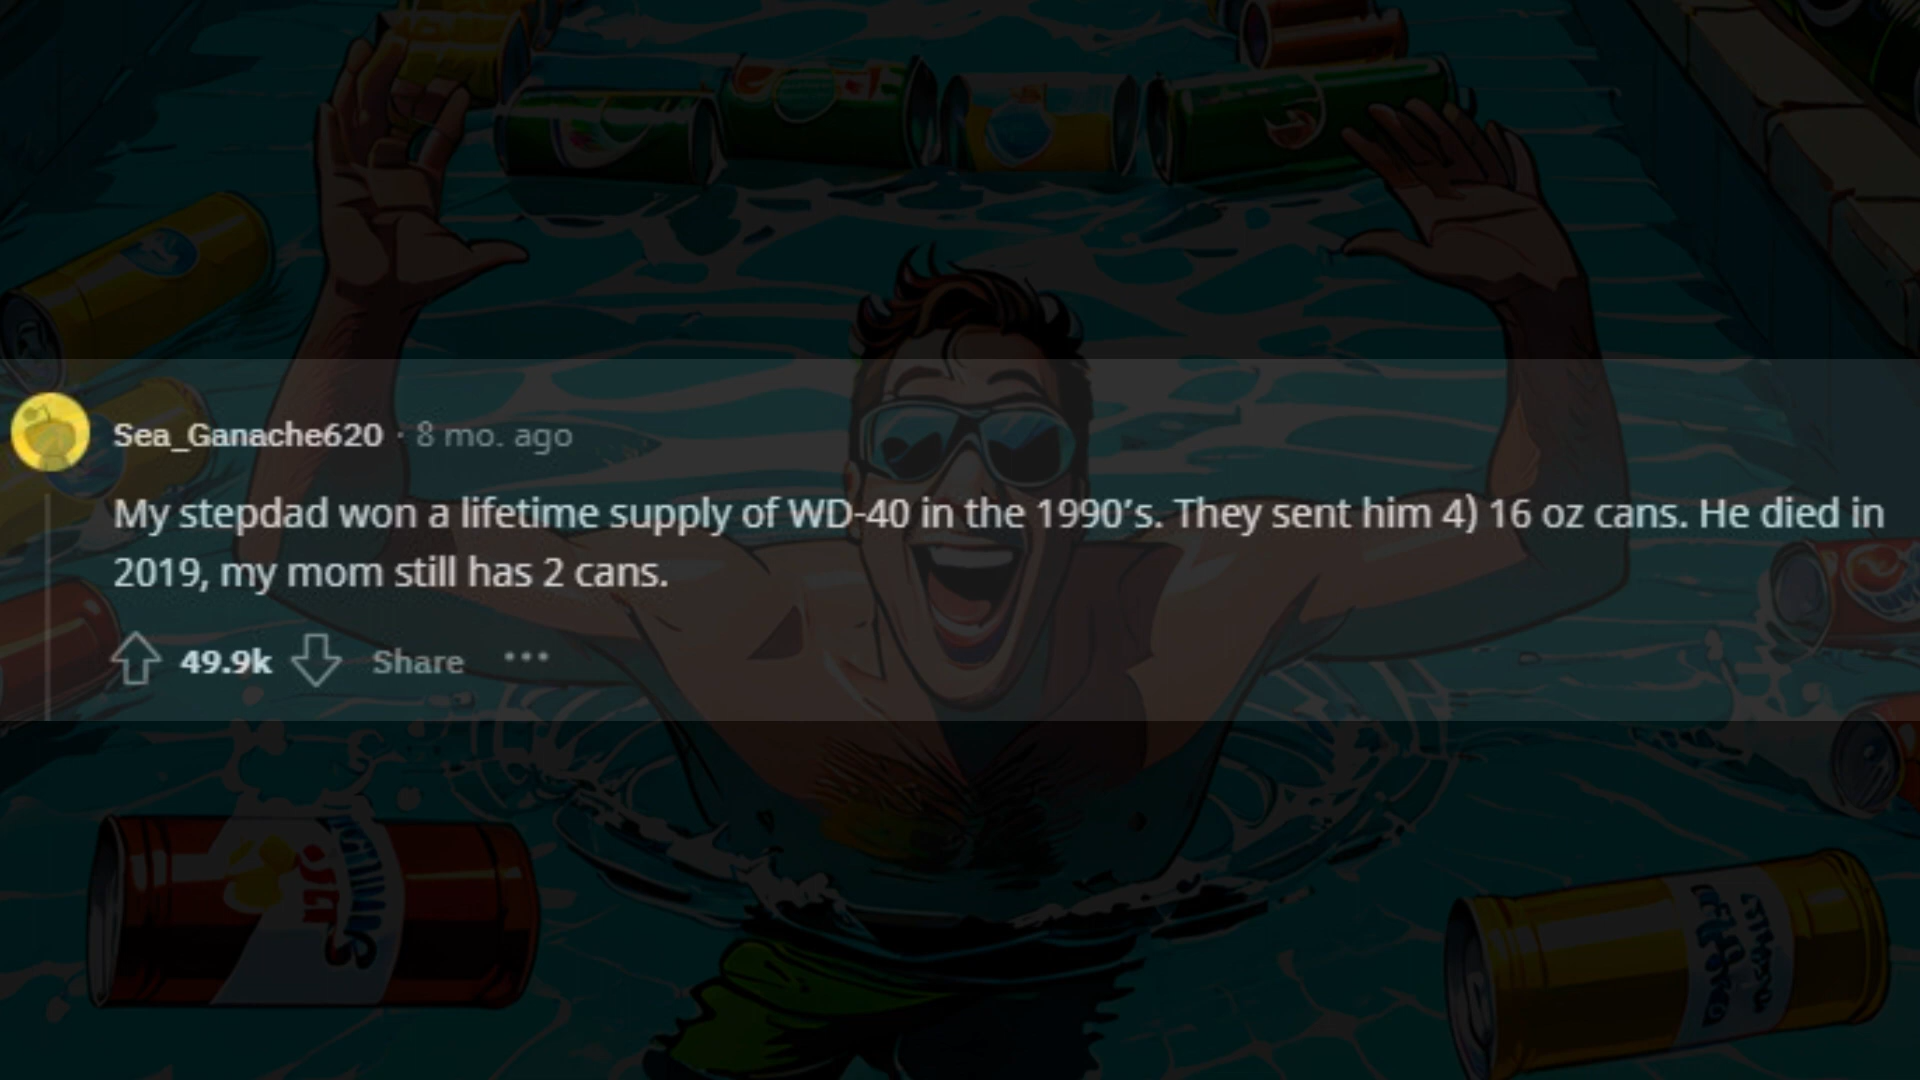 Sea_Ganache620 · 8 mo. ago
My stepdad won a lifetime supply of WD-40 in the 1990’s. They sent him 4) 16 oz cans. He died in
2019, my mom still has 2 cans.
49.9k Share ···